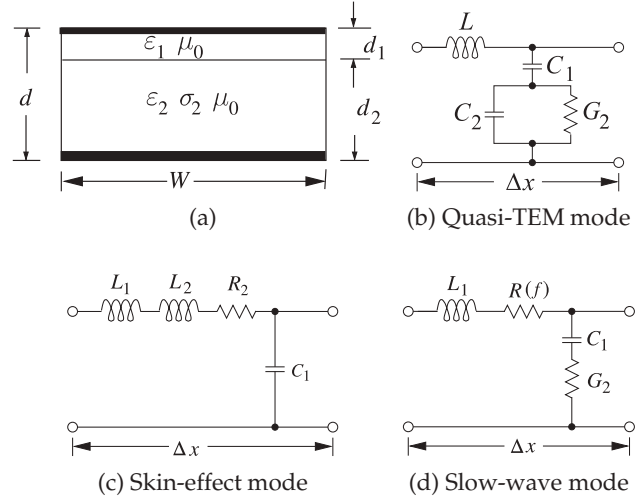 ε₁ μ₀
d₁
d
ε₂ σ₂ μ₀
d₂
W
(a)
L
C₁
C₂
G₂
Δx
(b) Quasi-TEM mode
L₁
L₂
R₂
C₁
Δx
(c) Skin-effect mode
L₁
R(f)
C₁
G₂
Δx
(d) Slow-wave mode